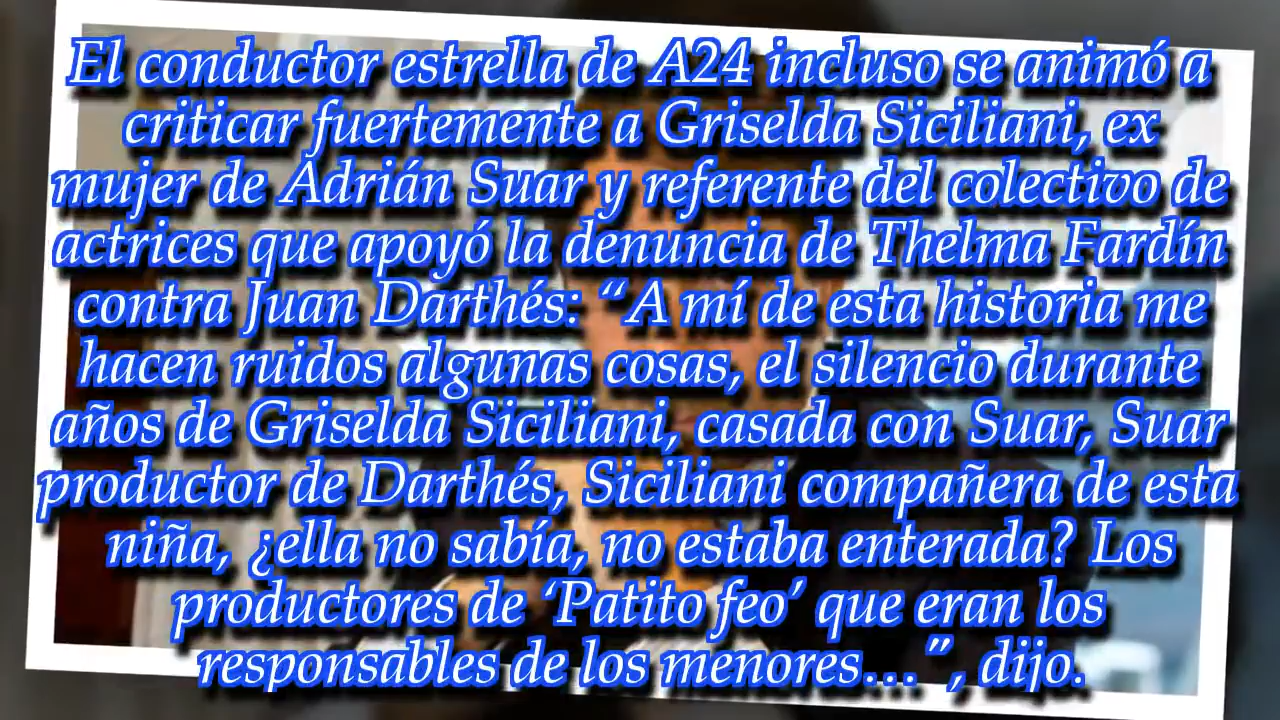 El conductor estrella de A24 incluso se animó a
criticar fuertemente a Griselda Siciliani, ex
mujer de Adrián Suar y referente del colectivo de
actrices que apoyó la denuncia de Thelma Fardín
contra Juan Darthés: “A mí de esta historia me
hacen ruidos algunas cosas, el silencio durante
años de Griselda Siciliani, casada con Suar, Suar
productor de Darthés, Siciliani compañera de esta
niña, ¿ella no sabía, no estaba enterada? Los
productores de ‘Patito feo’ que eran los
responsables de los menores…”, dijo.